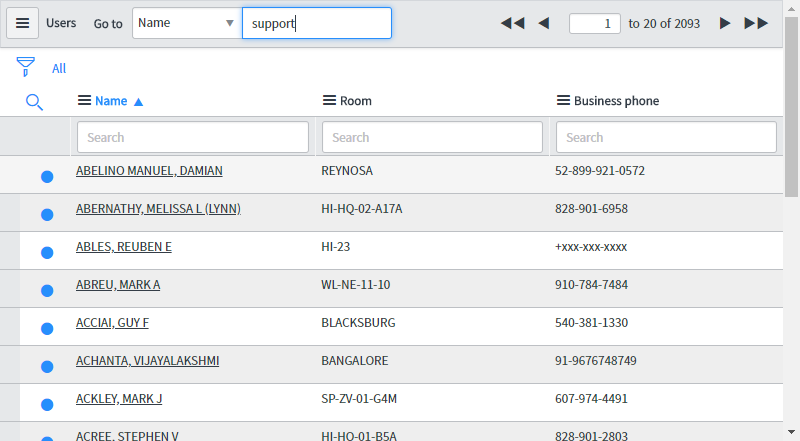 Users Go to Name support 1 to 20 of 2093
All
Name Room Business phone
Search Search Search
ABELINO MANUEL, DAMIAN REYNOSA 52-899-921-0572
ABERNATHY, MELISSA L (LYNN) HI-HQ-02-A17A 828-901-6958
ABLES, REUBEN E HI-23 +xxx-xxx-xxxx
ABREU, MARK A WL-NE-11-10 910-784-7484
ACCIAI, GUY F BLACKSBURG 540-381-1330
ACHANTA, VIJAYALAKSHMI BANGALORE 91-9676748749
ACKLEY, MARK J SP-ZV-01-G4M 607-974-4491
ACREE, STEPHEN V HI-HQ-01-B5A 828-901-2803